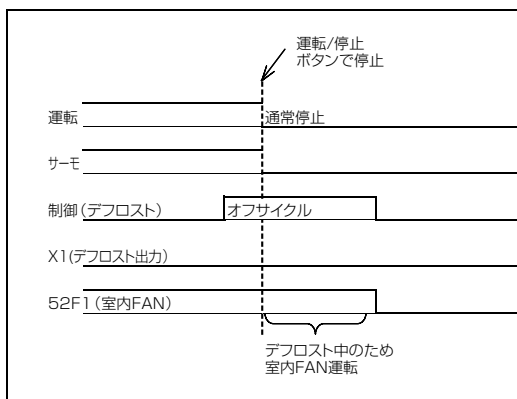 運転/停止
ボタンで停止
運転
通常停止
サーモ
制御(デフロスト)
オフサイクル
X1(デフロスト出力)
52F1(室内FAN)
デフロスト中のため
室内FAN運転